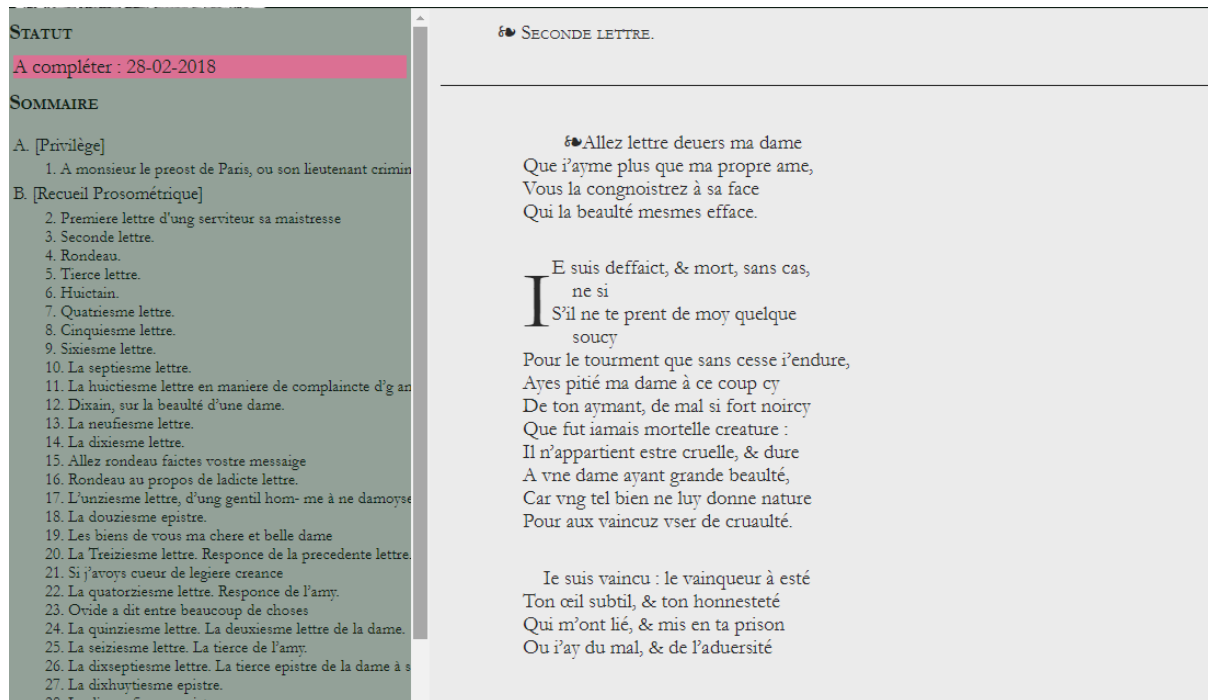 STATUT
A compléter : 28-02-2018
SOMMAIRE
A. [Privilège]
1. A monsieur le preost de Paris, ou son lieutenant crimin
B. [Recueil Prosométrique]
2. Premiere lettre d'ung serviteur sa maistresse
3. Seconde lettre.
4. Rondeau.
5. Tierce lettre.
6. Huictain.
7. Quatriesme lettre.
8. Cinquiesme lettre.
9. Sixiesme lettre.
10. La septiesme lettre.
11. La huictiesme lettre en maniere de complaincte d'g an
12. Dixain, sur la beaulté d'une dame.
13. La neufiesme lettre.
14. La dixiesme lettre.
15. Allez rondeau faictes vostre messaige
16. Rondeau au propos de ladicte lettre.
17. L'unziesme lettre, d'ung gentil hom- me à ne damoyse
18. La douziesme epistre.
19. Les biens de vous ma chere et belle dame
20. La Treiziesme lettre. Responce de la precedente lettre.
21. Si j'avoys cueur de legiere creance
22. La quatorziesme lettre. Responce de l'amy.
23. Ovide a dit entre beaucoup de choses
24. La quinziesme lettre. La deuxiesme lettre de la dame.
25. La seiziesme lettre. La tierce de l'amy.
26. La dixseptiesme lettre. La tierce epistre de la dame à s
27. La dixhuytiesme epistre.
❧ SECONDE LETTRE.
❧Allez lettre deuers ma dame
Que i'ayme plus que ma propre ame,
Vous la congnoistrez à sa face
Qui la beaulté mesmes efface.
IE suis deffaict, & mort, sans cas,
ne si
S'il ne te prent de moy quelque
soucy
Pour le tourment que sans cesse i'endure,
Ayes pitié ma dame à ce coup cy
De ton aymant, de mal si fort noircy
Que fut iamais mortelle creature :
Il n'appartient estre cruelle, & dure
A vne dame ayant grande beaulté,
Car vng tel bien ne luy donne nature
Pour aux vaincuz vser de cruaulté.
Ie suis vaincu : le vainqueur à esté
Ton œil subtil, & ton honnesteté
Qui m'ont lié, & mis en ta prison
Ou i'ay du mal, & de l'aduersité